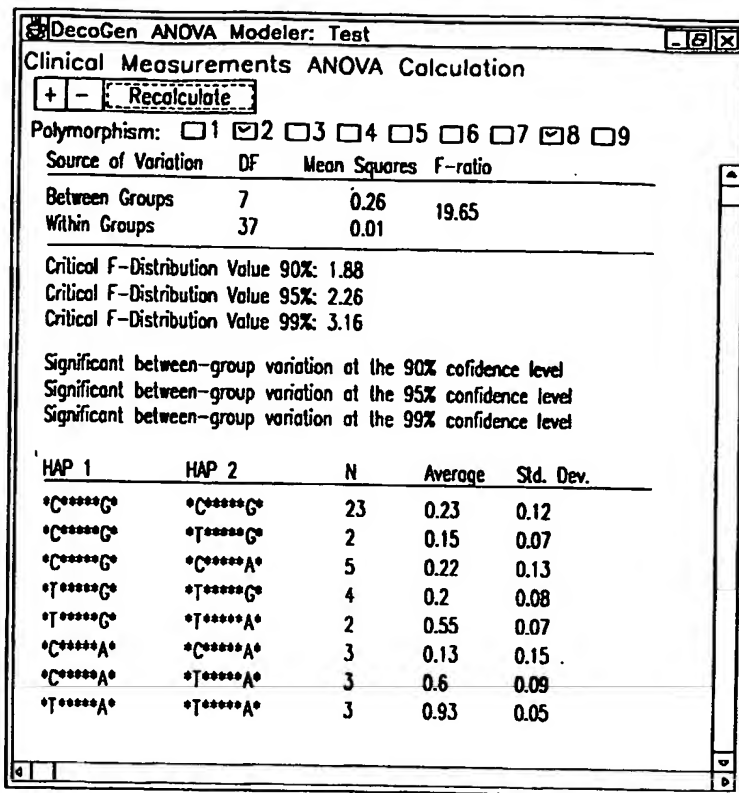 DecoGen ANOVA Modeler: Test
Clinical Measurements ANOVA Calculation
+ - Recalculate
Polymorphism: 1 2 3 4 5 6 7 8 9
Source of Variation DF Mean Squares F-ratio
Between Groups 7 0.26 19.65
Within Groups 37 0.01
Critical F-Distribution Value 90%: 1.88
Critical F-Distribution Value 95%: 2.26
Critical F-Distribution Value 99%: 3.16
Significant between-group variation at the 90% cofidence level
Significant between-group variation at the 95% confidence level
Significant between-group variation at the 99% confidence level
HAP 1 HAP 2 N Average Std. Dev.
*C*****G* *C*****G* 23 0.23 0.12
*C*****G* *T*****G* 2 0.15 0.07
*C*****G* *C*****A* 5 0.22 0.13
*T*****G* *T*****G* 4 0.2 0.08
*T*****G* *T*****A* 2 0.55 0.07
*C*****A* *C*****A* 3 0.13 0.15
*C*****A* *T*****A* 3 0.6 0.09
*T*****A* *T*****A* 3 0.93 0.05